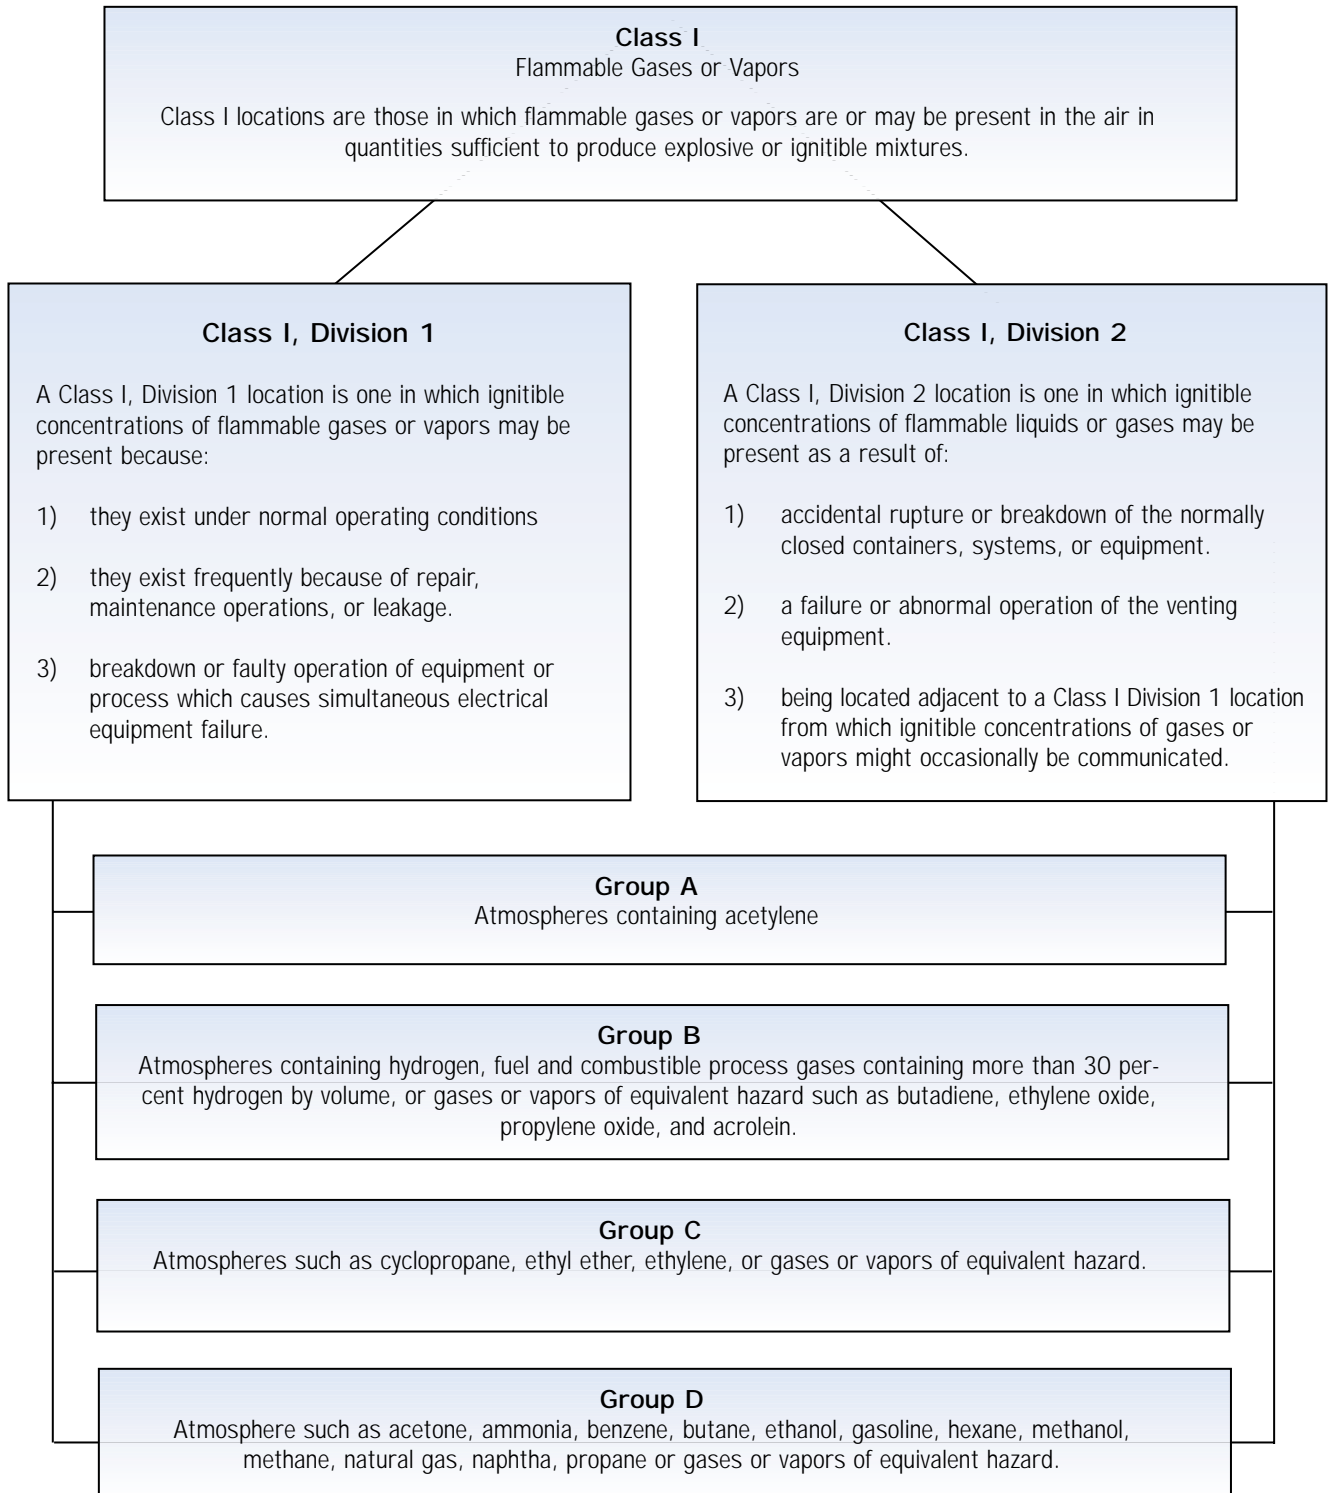 Class I
Flammable Gases or Vapors
Class I locations are those in which flammable gases or vapors are or may be present in the air in
quantities sufficient to produce explosive or ignitible mixtures.
Class I, Division 1
A Class I, Division 1 location is one in which ignitible
concentrations of flammable gases or vapors may be
present because:
1) they exist under normal operating conditions
2) they exist frequently because of repair,
maintenance operations, or leakage.
3) breakdown or faulty operation of equipment or
process which causes simultaneous electrical
equipment failure.
Class I, Division 2
A Class I, Division 2 location is one in which ignitible
concentrations of flammable liquids or gases may be
present as a result of:
1) accidental rupture or breakdown of the normally
closed containers, systems, or equipment.
2) a failure or abnormal operation of the venting
equipment.
3) being located adjacent to a Class I Division 1 location
from which ignitible concentrations of gases or
vapors might occasionally be communicated.
Group A
Atmospheres containing acetylene
Group B
Atmospheres containing hydrogen, fuel and combustible process gases containing more than 30 per-
cent hydrogen by volume, or gases or vapors of equivalent hazard such as butadiene, ethylene oxide,
propylene oxide, and acrolein.
Group C
Atmospheres such as cyclopropane, ethyl ether, ethylene, or gases or vapors of equivalent hazard.
Group D
Atmosphere such as acetone, ammonia, benzene, butane, ethanol, gasoline, hexane, methanol,
methane, natural gas, naphtha, propane or gases or vapors of equivalent hazard.